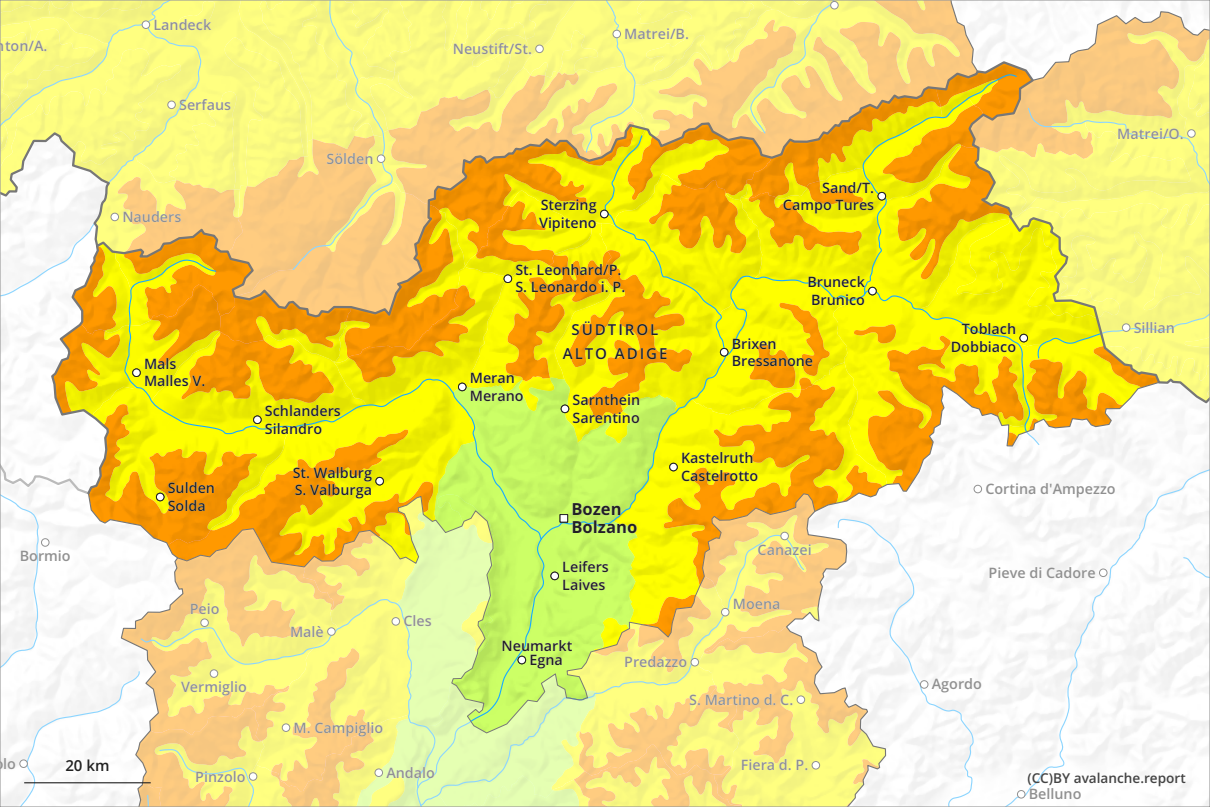 Landeck
Matrei/B.
Neustift/St.
nton/A.
Serfaus
Matrei/O.
Sölden
Sand/T.
Campo Tures
Nauders
Sterzing
Vipiteno
St. Leonhard/P.
S. Leonardo i. P.
Bruneck
Brunico
SÜDTIROL
ALTO ADIGE
Toblach
Dobbiaco
Sillian
Brixen
Bressanone
Mals
Malles V.
Meran
Merano
Sarnthein
Sarentino
Schlanders
Silandro
Kastelruth
Castelrotto
St. Walburg
S. Valburga
Sulden
Solda
Cortina d'Ampezzo
Bozen
Bolzano
Bormio
Canazei
Leifers
Laives
Pieve di Cadore
Peio
Moena
Cles
Malè
Neumarkt
Egna
Predazzo
Vermiglio
Agordo
S. Martino d. C.
M. Campiglio
olo
20 km
Pinzolo
Andalo
Fiera d. P.
(CC)BY avalanche.report
Belluno